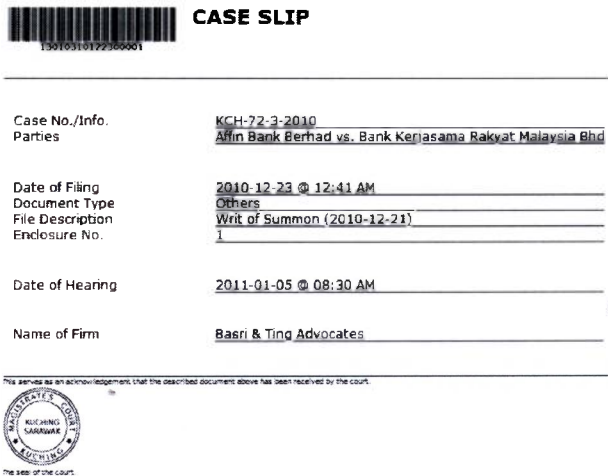 CASE SLIP
13010310122300001
Case No./Info. KCH-72-3-2010
Parties Affin Bank Berhad vs. Bank Kerjasama Rakyat Malaysia Bhd
Date of Filing 2010-12-23 @ 12:41 AM
Document Type Others
File Description Writ of Summon (2010-12-21)
Enclosure No. 1
Date of Hearing 2011-01-05 @ 08:30 AM
Name of Firm Basri & Ting Advocates
This serves as an acknowledgement that the described document above has been received by the court.
MAGISTRATES COURT
KUCHING
SARAWAK
KUCHING
The seal of the court.